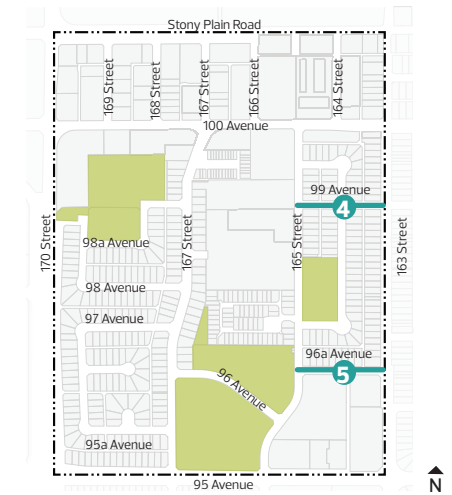 Stony Plain Road
169 Street
168 Street
167 Street
166 Street
164 Street
100 Avenue
99 Avenue
4
170 Street
98a Avenue
167 Street
165 Street
163 Street
98 Avenue
97 Avenue
96a Avenue
5
96 Avenue
95a Avenue
95 Avenue
N